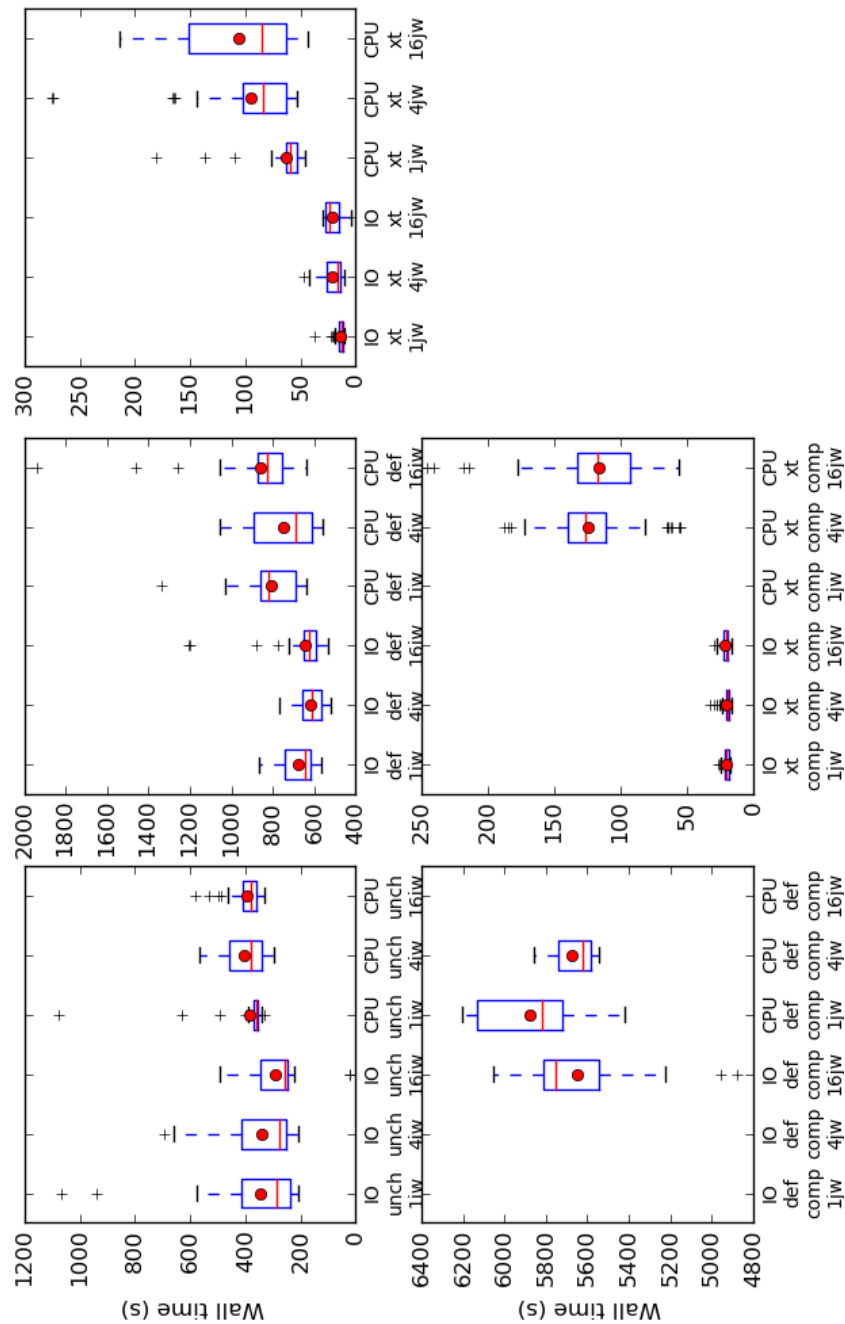 Wall time (s)
1200
1000
800
600
400
200
0
IO IO IO CPU CPU CPU
unch unch unch unch unch unch
1jw 4jw 16jw 1jw 4jw 16jw
2000
1800
1600
1400
1200
1000
800
600
400
IO IO IO CPU CPU CPU
def def def def def def
1jw 4jw 16jw 1jw 4jw 16jw
300
250
200
150
100
50
0
IO IO IO CPU CPU CPU
xt xt xt xt xt xt
1jw 4jw 16jw 1jw 4jw 16jw
Wall time (s)
6400
6200
6000
5800
5600
5400
5200
5000
4800
IO IO IO CPU CPU CPU
def def def def def def
comp comp comp comp comp comp
1jw 4jw 16jw 1jw 4jw 16jw
250
200
150
100
50
0
IO IO IO CPU CPU CPU
xt xt xt xt xt xt
comp comp comp comp comp comp
1jw 4jw 16jw 1jw 4jw 16jw